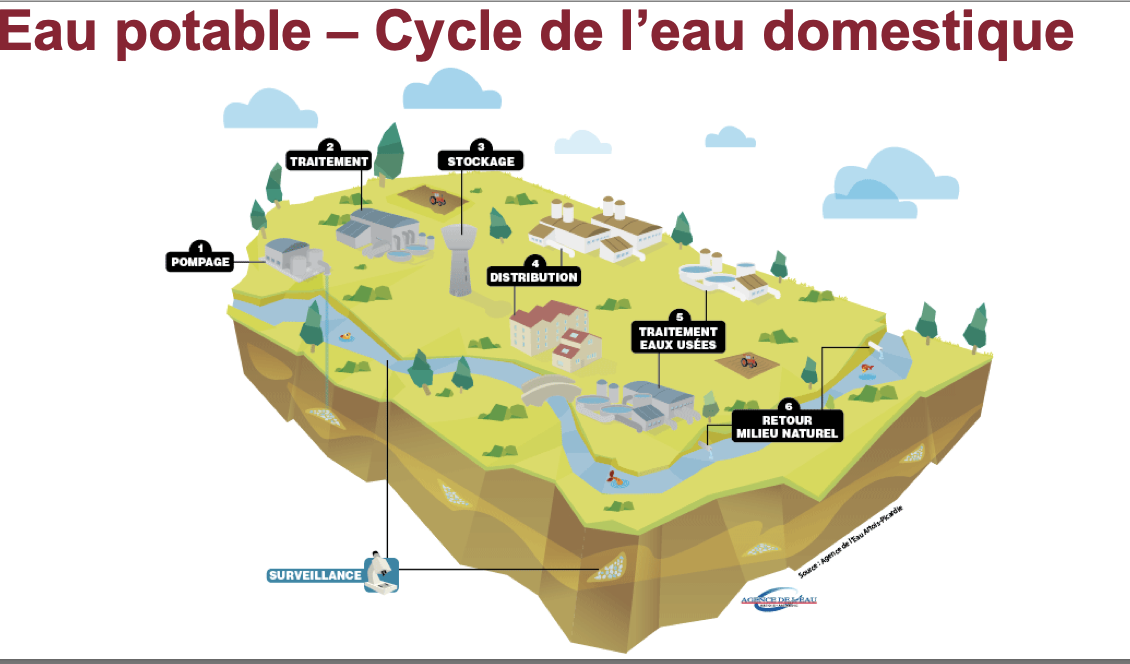 Eau potable – Cycle de l’eau domestique
2
TRAITEMENT
3
STOCKAGE
1
POMPAGE
4
DISTRIBUTION
5
TRAITEMENT
EAUX USÉES
6
RETOUR
MILIEU NATUREL
SURVEILLANCE
Source : Agence de l'Eau Artois-Picardie
AGENCE DE L'EAU